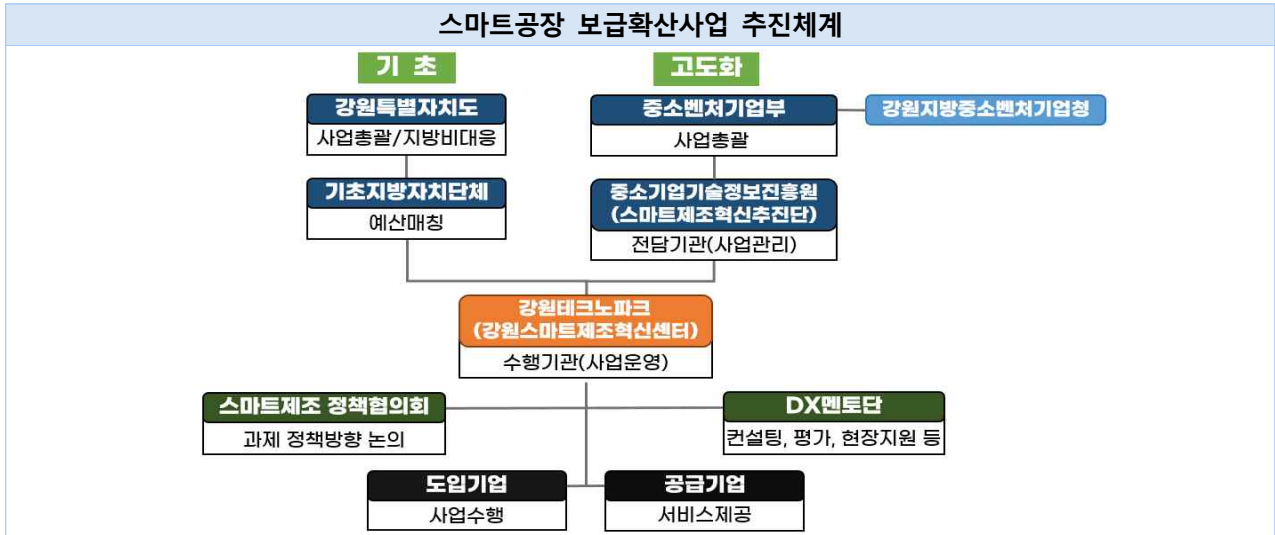 스마트공장 보급확산사업 추진체계
기 초
고도화
강원특별자치도
사업총괄/지방비대응
중소벤처기업부
사업총괄
강원지방중소벤처기업청
기초지방자치단체
예산매칭
중소기업기술정보진흥원
(스마트제조혁신추진단)
전담기관(사업관리)
강원테크노파크
(강원스마트제조혁신센터)
수행기관(사업운영)
스마트제조 정책협의회
과제 정책방향 논의
DX멘토단
컨설팅, 평가, 현장지원 등
도입기업
사업수행
공급기업
서비스제공